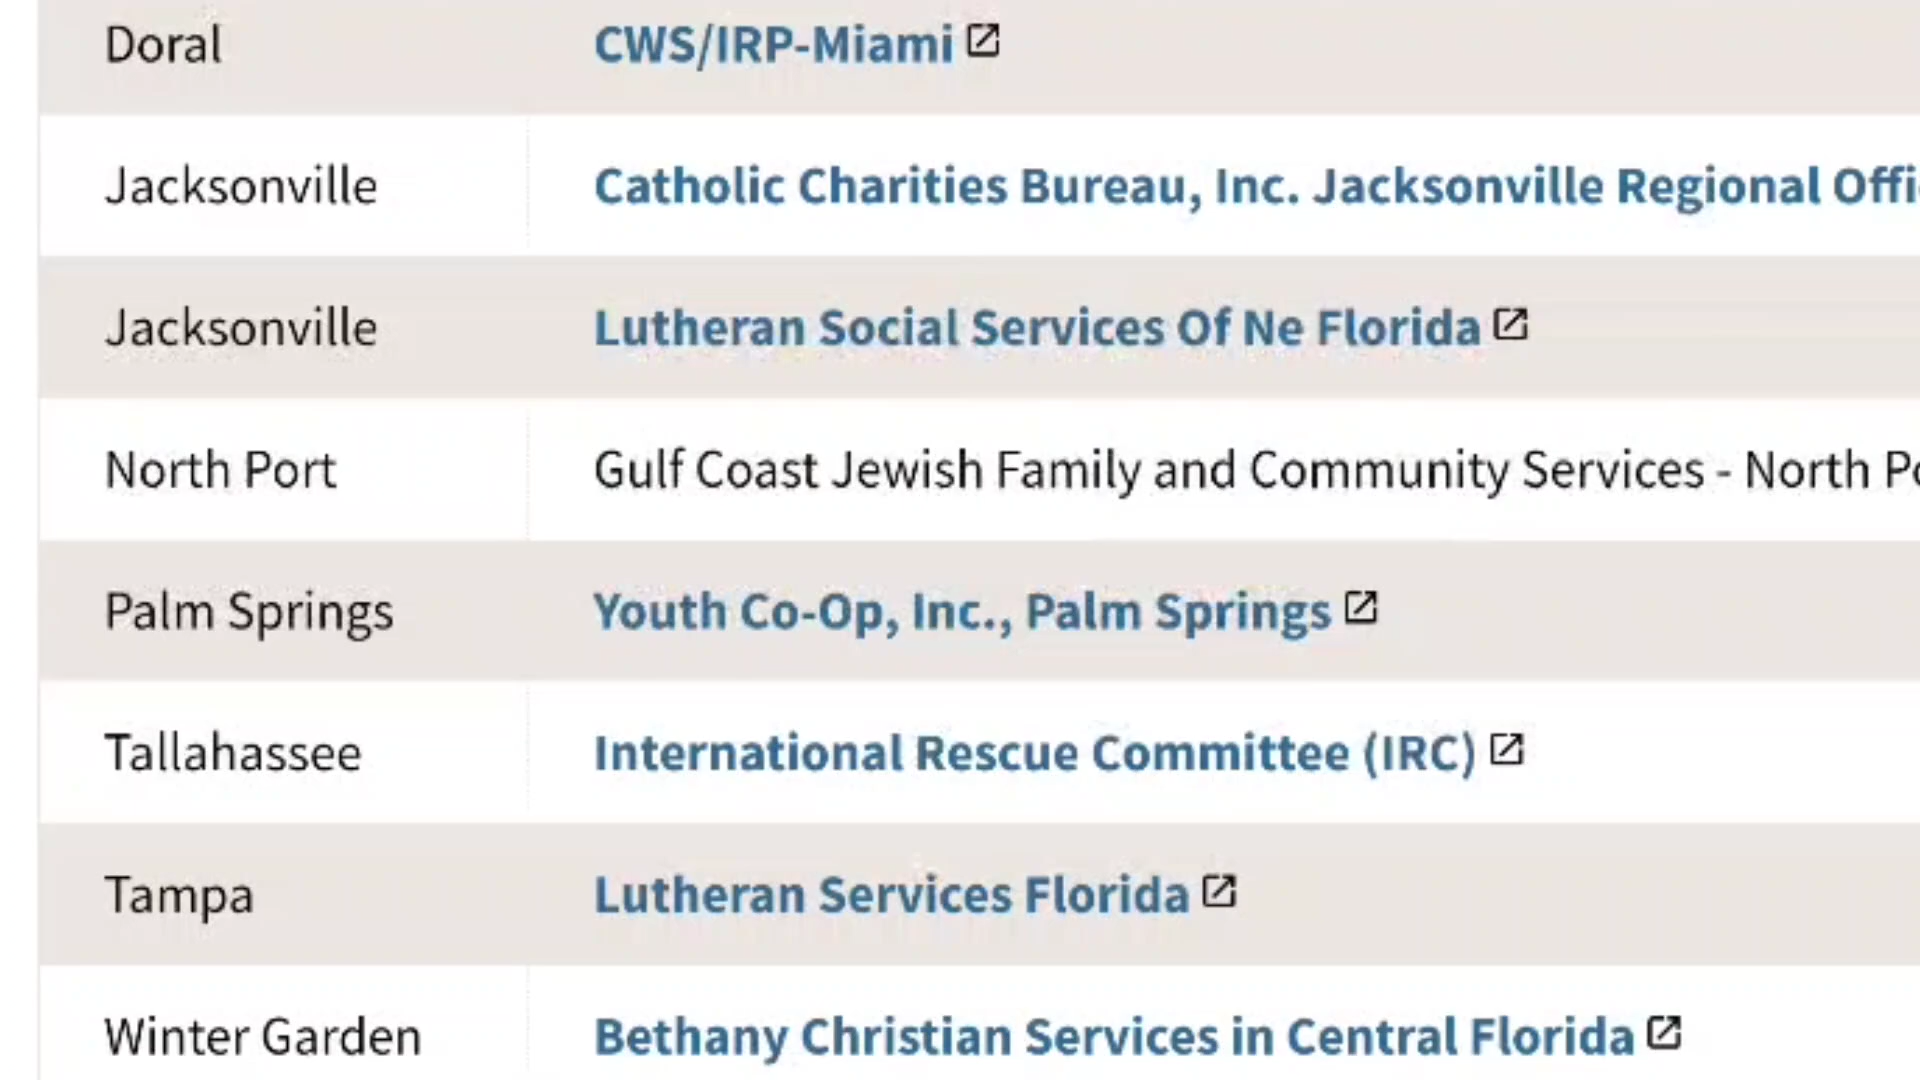 Doral CWS/IRP-Miami
Jacksonville Catholic Charities Bureau, Inc. Jacksonville Regional
Jacksonville Lutheran Social Services Of Ne Florida
North Port Gulf Coast Jewish Family and Community Services - North
Palm Springs Youth Co-Op, Inc., Palm Springs
Tallahassee International Rescue Committee (IRC)
Tampa Lutheran Services Florida
Winter Garden Bethany Christian Services in Central Florida